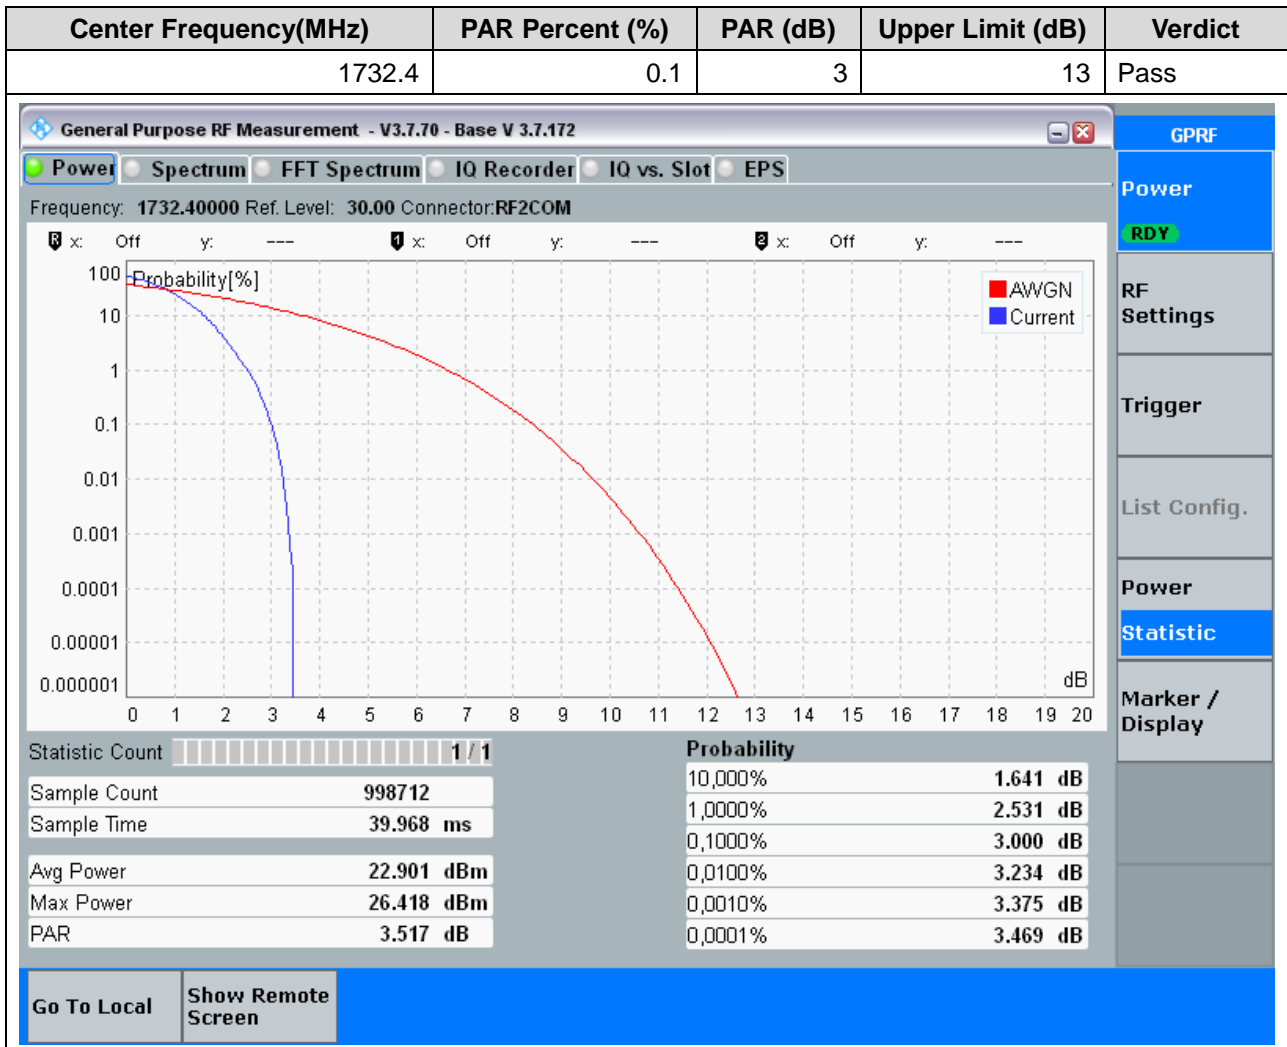 Center Frequency(MHz) PAR Percent (%) PAR (dB) Upper Limit (dB) Verdict
1732.4 0.1 3 13 Pass
General Purpose RF Measurement - V3.7.70 - Base V 3.7.172
GPRF
Power Spectrum FFT Spectrum IQ Recorder IQ vs. Slot EPS
Power
RDY
Frequency: 1732.40000 Ref. Level: 30.00 Connector:RF2COM
R x: Off y: --- 1 x: Off y: --- 2 x: Off y: ---
Probability[%]
AWGN
Current
100
10
1
0.1
0.01
0.001
0.0001
0.00001
0.000001
dB
0 1 2 3 4 5 6 7 8 9 10 11 12 13 14 15 16 17 18 19 20
RF
Settings
Trigger
List Config.
Power
Statistic
Marker /
Display
Statistic Count 1 / 1
Sample Count 998712
Sample Time 39.968 ms
Avg Power 22.901 dBm
Max Power 26.418 dBm
PAR 3.517 dB
Probability
10,000% 1.641 dB
1,0000% 2.531 dB
0,1000% 3.000 dB
0,0100% 3.234 dB
0,0010% 3.375 dB
0,0001% 3.469 dB
Go To Local
Show Remote
Screen